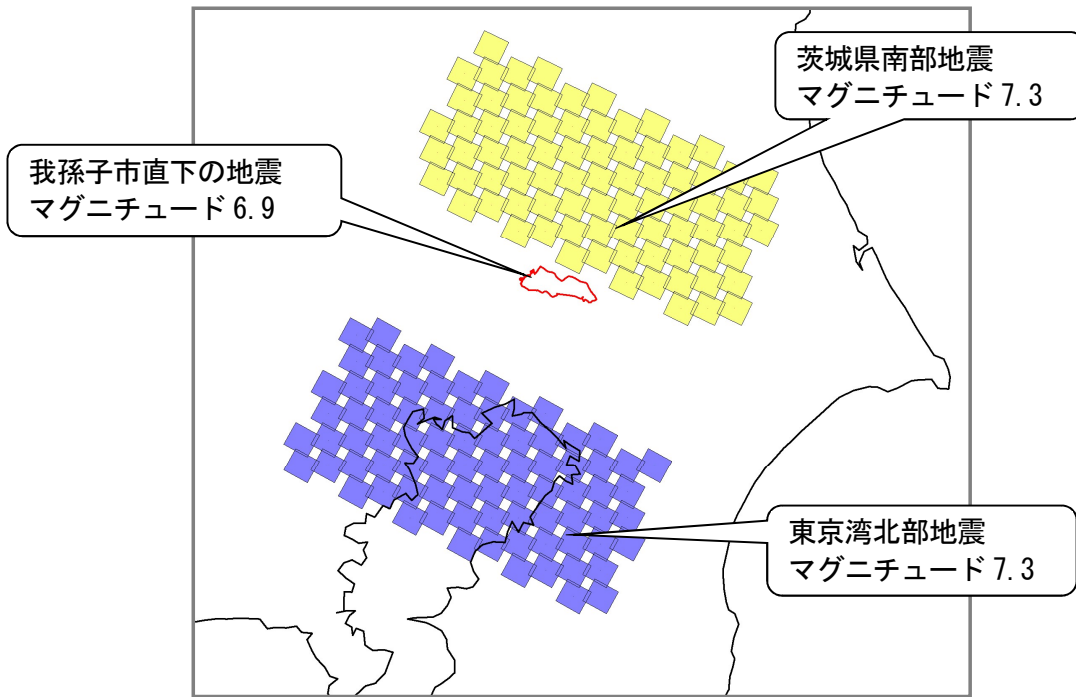 茨城県南部地震
マグニチュード 7.3
我孫子市直下の地震
マグニチュード 6.9
東京湾北部地震
マグニチュード 7.3